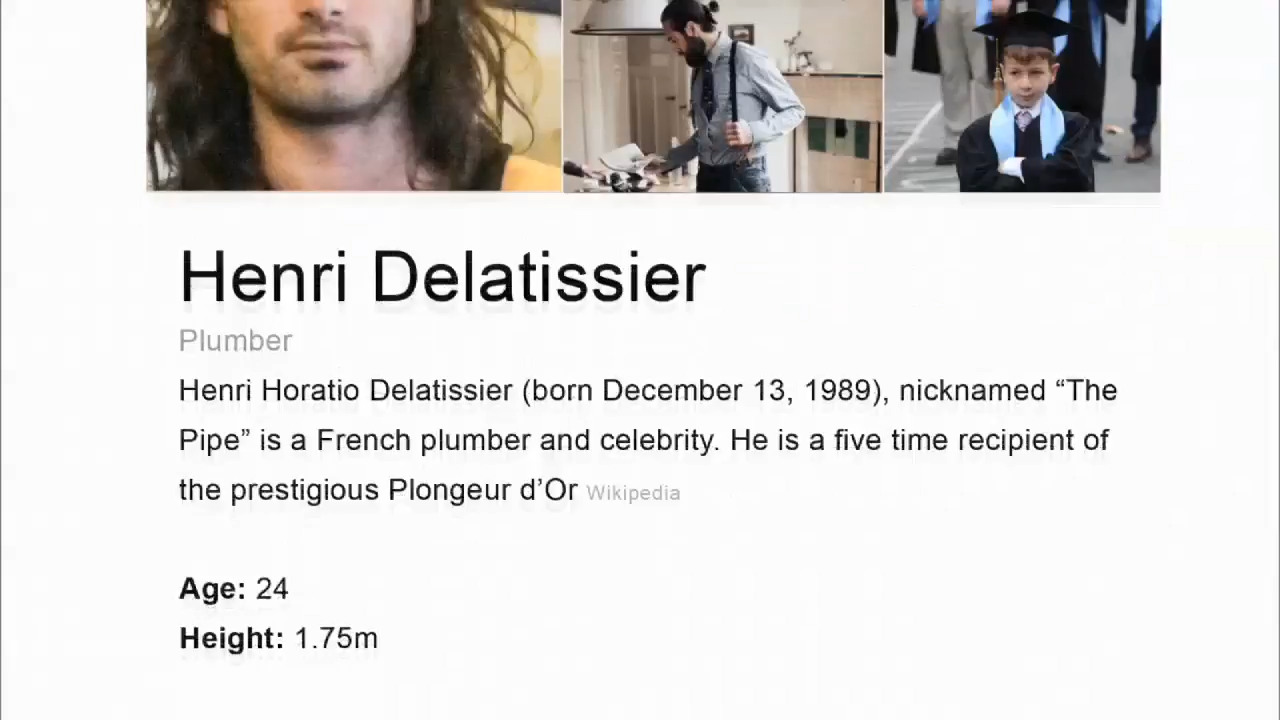 Henri Delatissier
Plumber
Henri Horatio Delatissier (born December 13, 1989), nicknamed “The
Pipe” is a French plumber and celebrity. He is a five time recipient of
the prestigious Plongeur d’Or Wikipedia
Age: 24
Height: 1.75m